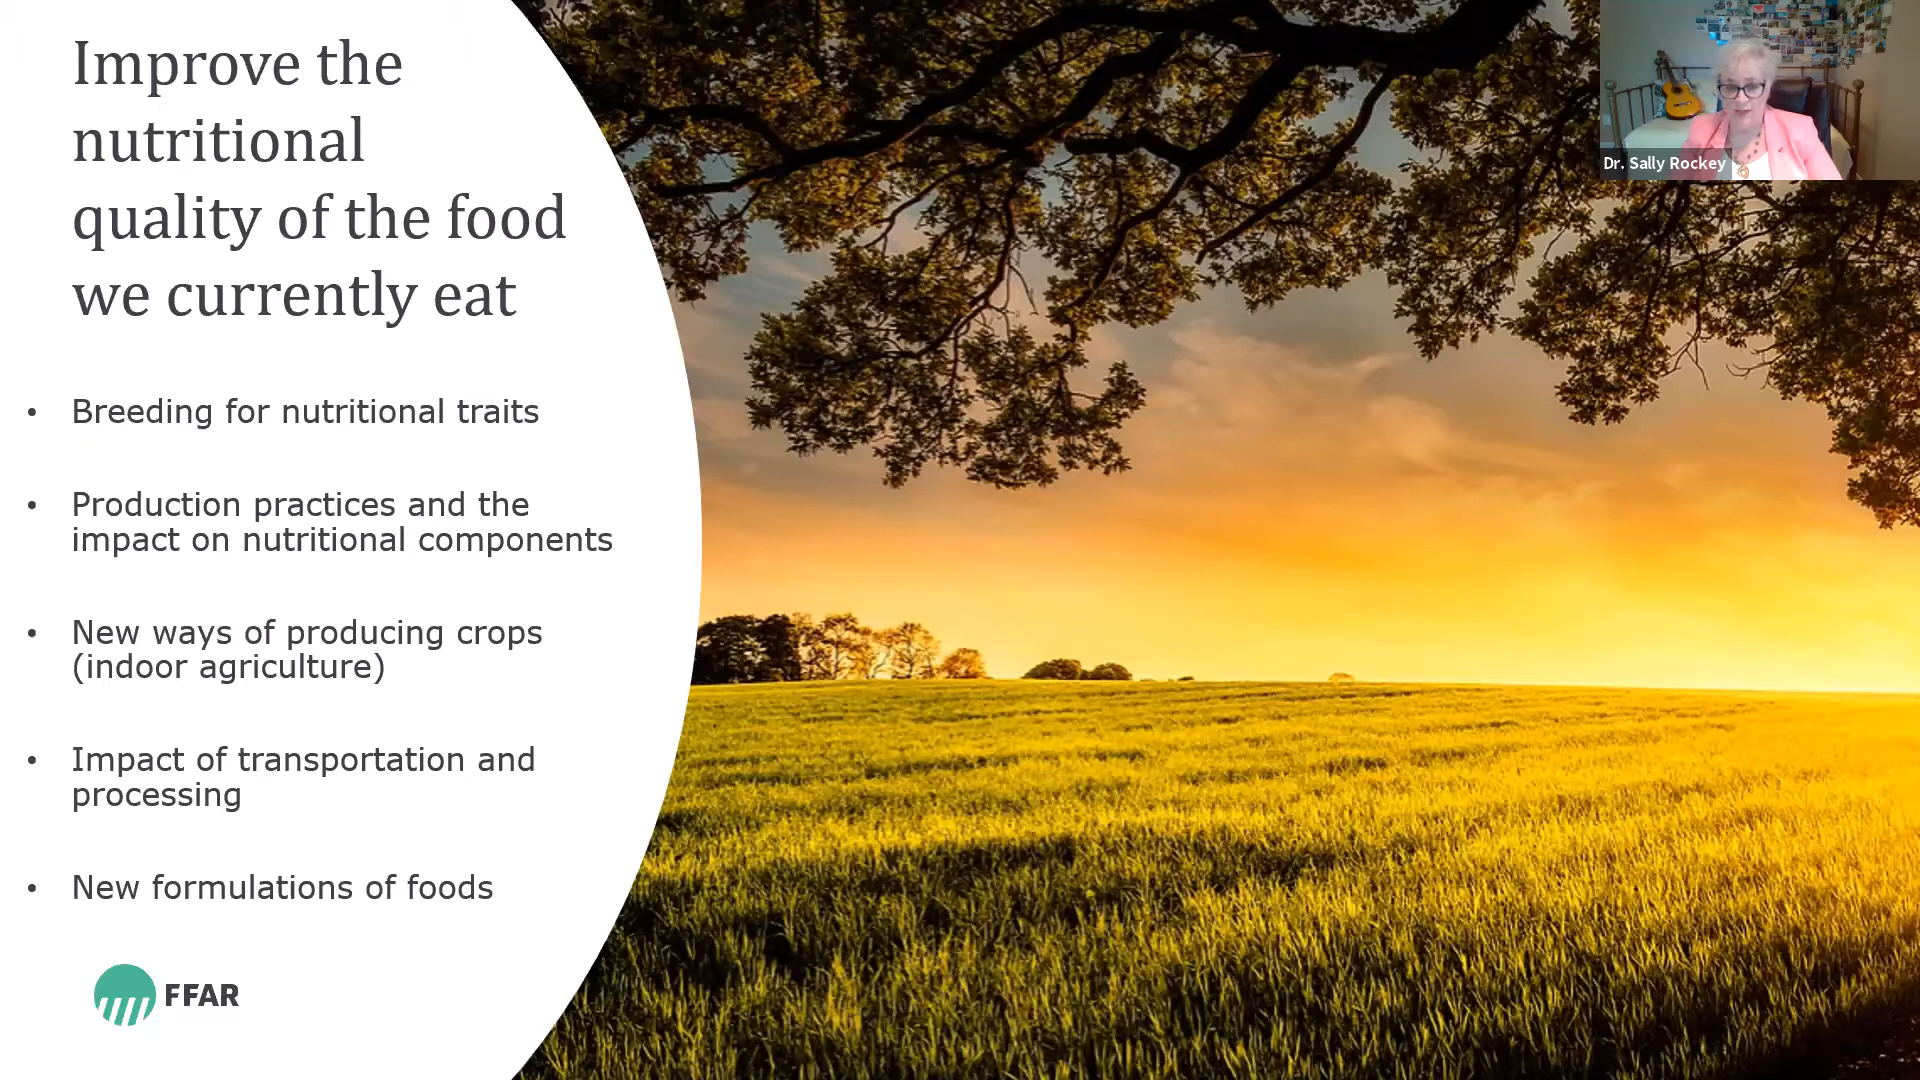 Improve the
nutritional
quality of the food
we currently eat
• Breeding for nutritional traits
• Production practices and the
impact on nutritional components
• New ways of producing crops
(indoor agriculture)
• Impact of transportation and
processing
• New formulations of foods
FFAR
Dr. Sally Rockey